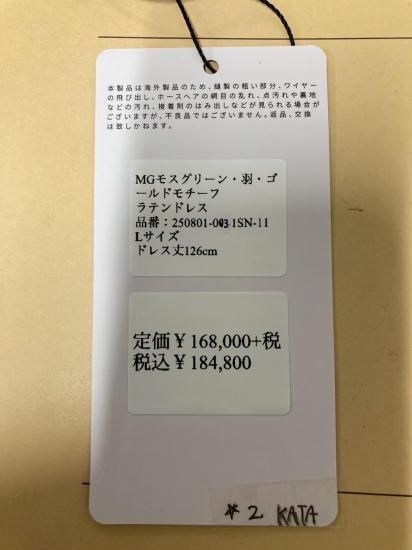 本製品は海外製品のため、縫製の粗い部分、ワイヤー
の飛び出し、ホースヘアの網目の乱れ、点汚れや裏地
などの汚れ、接着剤のはみ出しなどが見られる場合が
ございますが、不良品ではございません。返品、交換
は致しかねます。
MGモスグリーン・羽・ゴ
ールドモチーフ
ラテンドレス
品番：250801-0031SN-11
Lサイズ
ドレス丈126cm
定価￥168,000+税
税込￥184,800
*2 KATA